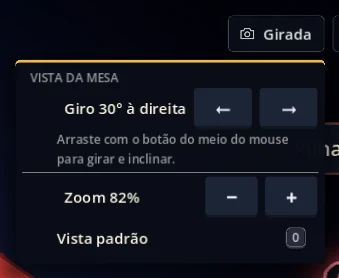 Girada
VISTA DA MESA
Giro 30° à direita ← →
Arraste com o botão do meio do mouse
para girar e inclinar.
Zoom 82% − +
Vista padrão 0